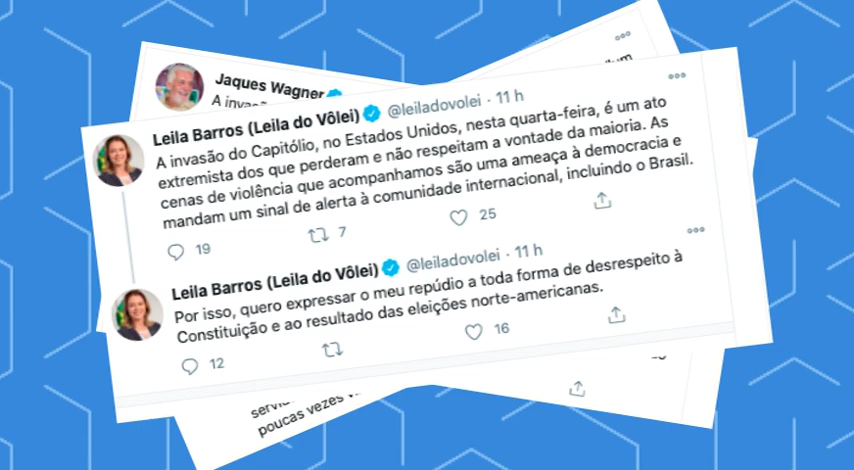 Jaques Wagner
A
Leila Barros (Leila do Vôlei) @leiladovolei · 11 h
A invasão do Capitólio, no Estados Unidos, nesta quarta-feira, é um ato
extremista dos que perderam e não respeitam a vontade da maioria. As
cenas de violência que acompanhamos são uma ameaça à democracia e
mandam um sinal de alerta à comunidade internacional, incluindo o Brasil.
19 7 25
Leila Barros (Leila do Vôlei) @leiladovolei · 11 h
Por isso, quero expressar o meu repúdio a toda forma de desrespeito à
Constituição e ao resultado das eleições norte-americanas.
12 16
poucas vezes